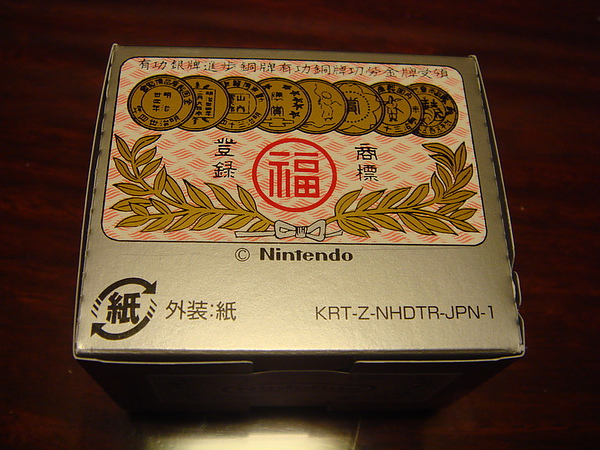 有功銀牌進歩銅牌有功銅牌功労金牌受領
登録 商標
福
© Nintendo
紙 外装:紙 KRT-Z-NHDTR-JPN-1